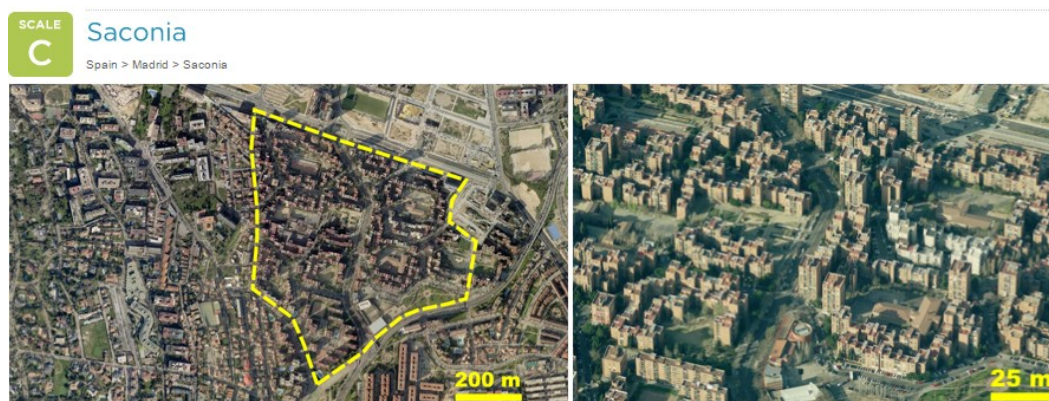 SCALE
C
Saconia
Spain > Madrid > Saconia
200 m
25 m